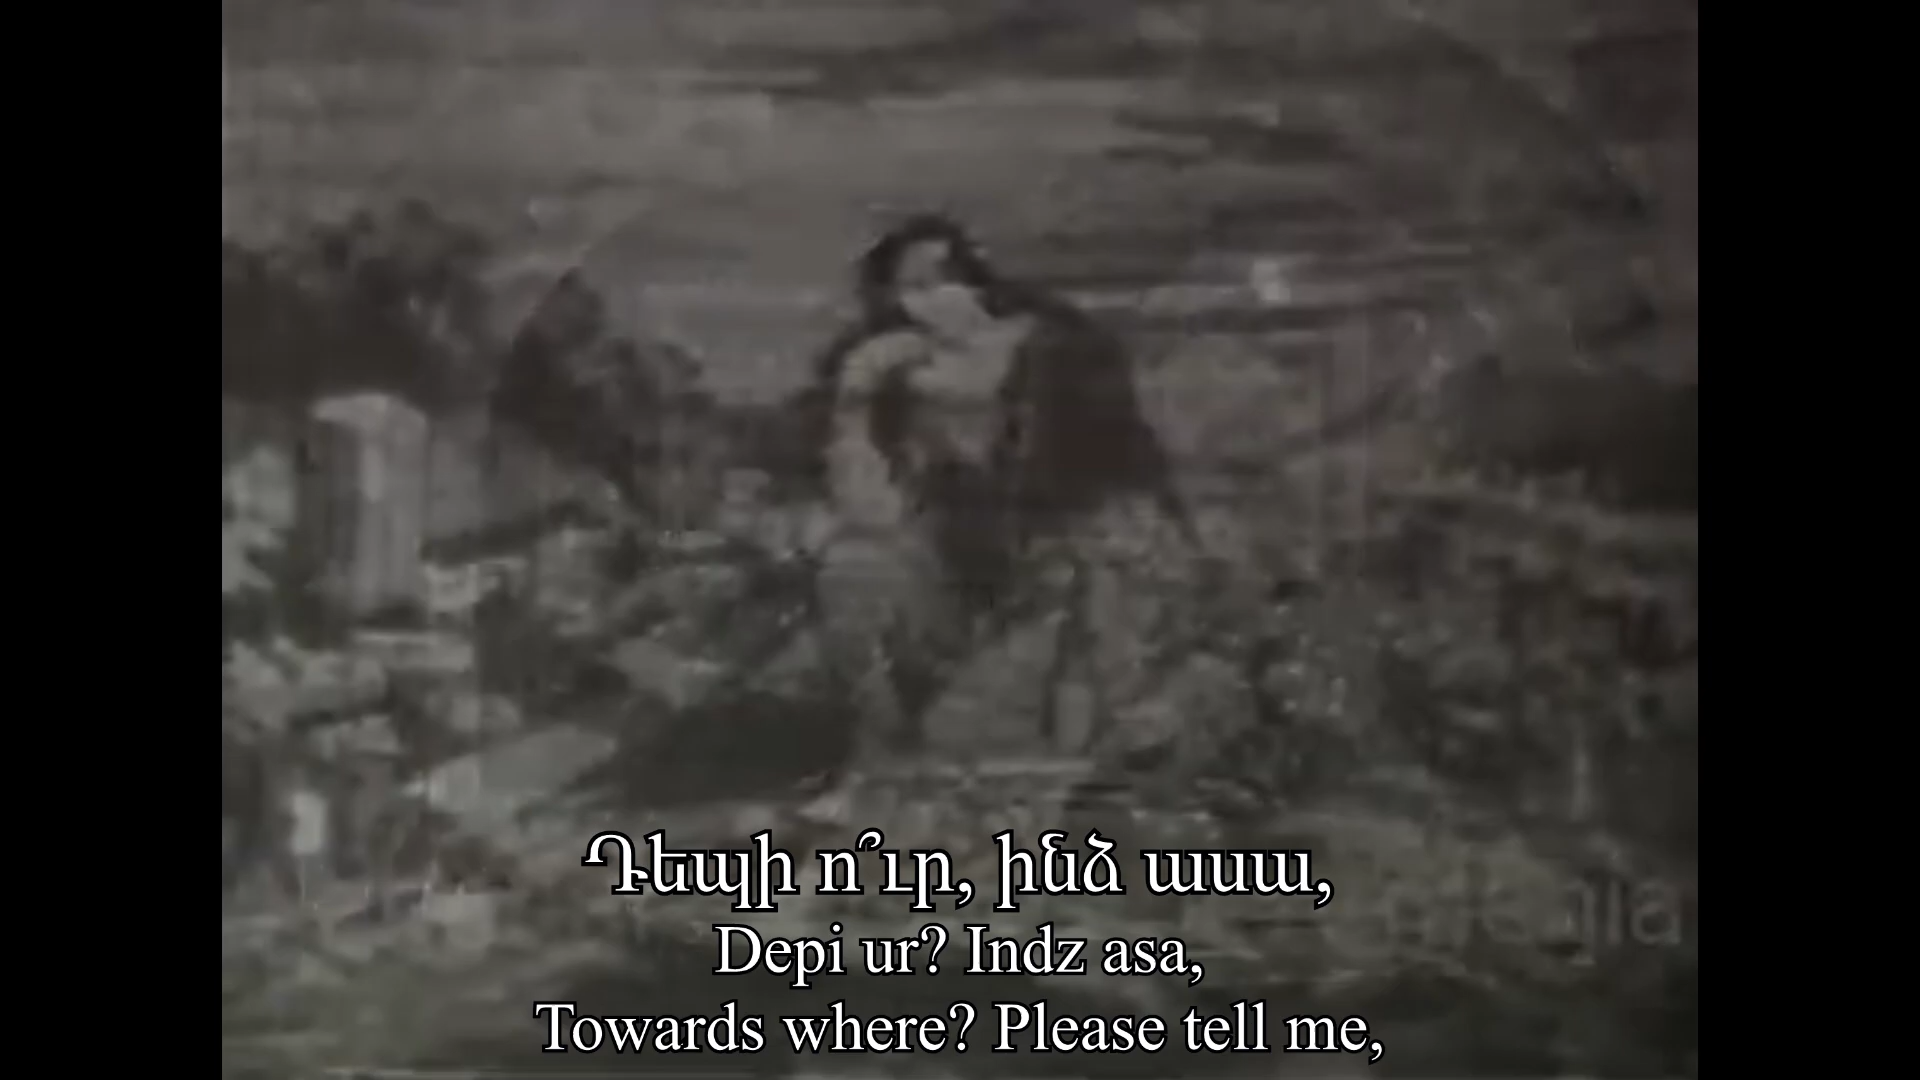 Դեպի ո՞ւր, ինձ ասա,
Depi ur? Indz asa,
Towards where? Please tell me,